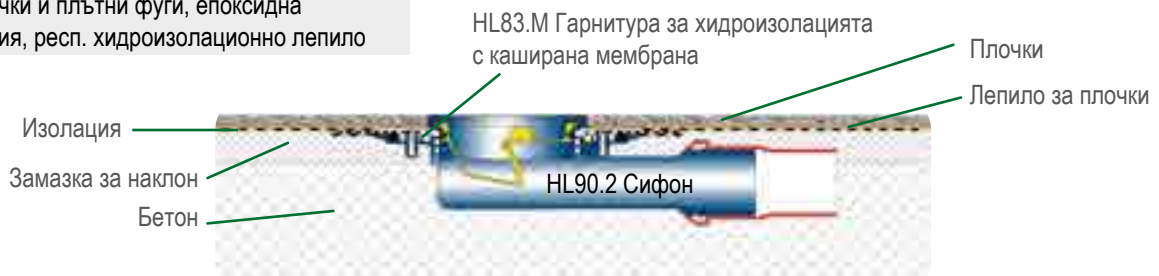 чки и плътни фуги, епоксидна
ия, респ. хидроизолационно лепило
HL83.M Гарнитура за хидроизолацията
с каширана мембрана
Плочки
Лепило за плочки
Изолация
Замазка за наклон
Бетон
HL90.2 Сифон